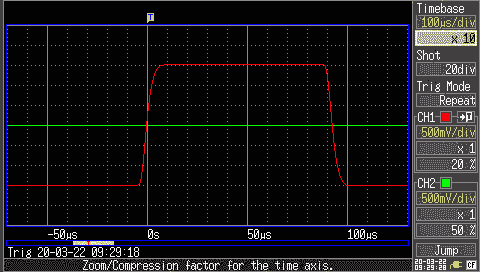 T
Timebase
100μs/div
x 10
Shot
20div
Trig Mode
Repeat
CH1
500mV/div
x 1
20 %
CH2
500mV/div
x 1
50 %
-50μs
0s
50μs
100μs
Trig 20-03-22 09:29:18
Jump
Zoom/Compression factor for the time axis.